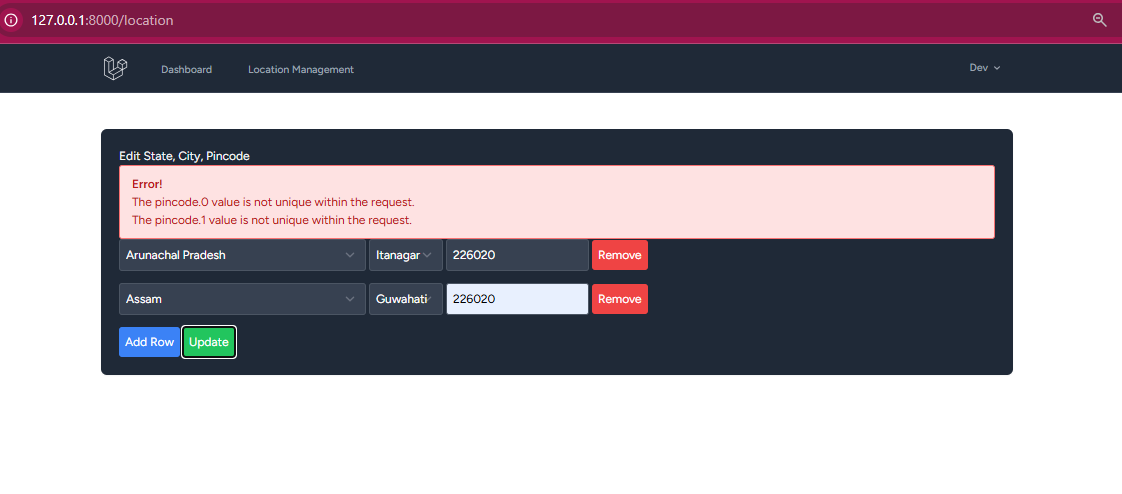 127.0.0.1:8000/location
Dashboard Location Management Dev
Edit State, City, Pincode
Error!
The pincode.0 value is not unique within the request.
The pincode.1 value is not unique within the request.
Arunachal Pradesh Itanagar 226020 Remove
Assam Guwahati 226020 Remove
Add Row Update